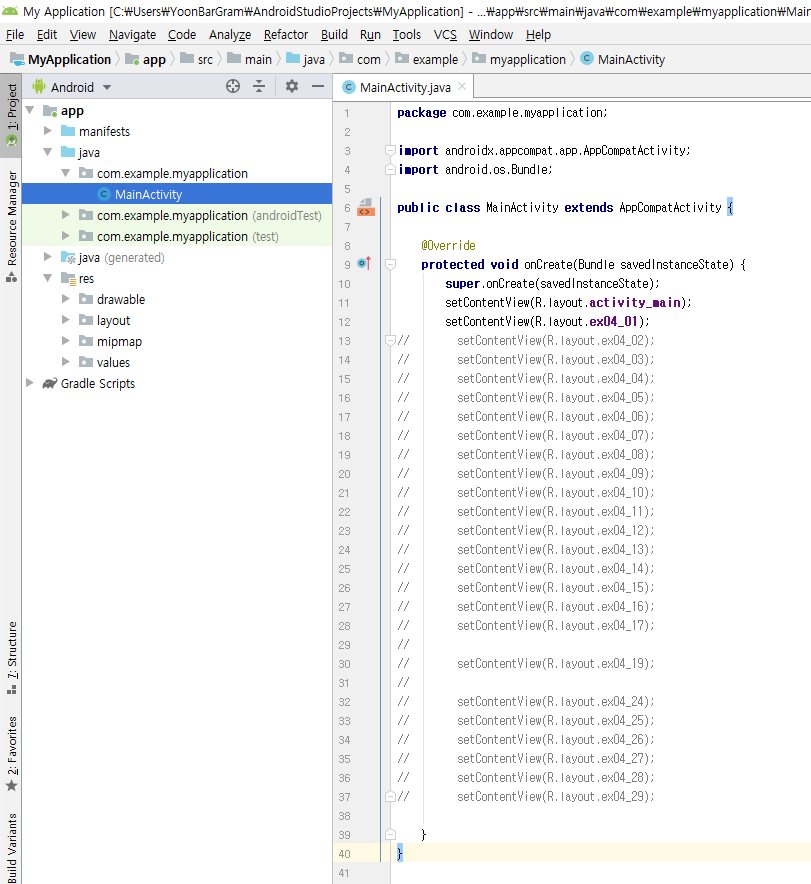 My Application [C:₩Users₩YoonBarGram₩AndroidStudioProjects₩MyApplication] - ...₩app₩src₩main₩java₩com₩example₩myapplication₩Main
File Edit View Navigate Code Analyze Refactor Build Run Tools VCS Window Help
MyApplication app src main java com example myapplication MainActivity
1: Project
Resource Manager
7: Structure
2: Favorites
Build Variants
Android
app
manifests
java
com.example.myapplication
MainActivity
com.example.myapplication (androidTest)
com.example.myapplication (test)
java (generated)
res
drawable
layout
mipmap
values
Gradle Scripts
MainActivity.java
1 package com.example.myapplication;
2
3 import androidx.appcompat.app.AppCompatActivity;
4 import android.os.Bundle;
5
6 public class MainActivity extends AppCompatActivity {
7
8 @Override
9 protected void onCreate(Bundle savedInstanceState) {
10 super.onCreate(savedInstanceState);
11 setContentView(R.layout.activity_main);
12 setContentView(R.layout.ex04_01);
13 // setContentView(R.layout.ex04_02);
14 // setContentView(R.layout.ex04_03);
15 // setContentView(R.layout.ex04_04);
16 // setContentView(R.layout.ex04_05);
17 // setContentView(R.layout.ex04_06);
18 // setContentView(R.layout.ex04_07);
19 // setContentView(R.layout.ex04_08);
20 // setContentView(R.layout.ex04_09);
21 // setContentView(R.layout.ex04_10);
22 // setContentView(R.layout.ex04_11);
23 // setContentView(R.layout.ex04_12);
24 // setContentView(R.layout.ex04_13);
25 // setContentView(R.layout.ex04_14);
26 // setContentView(R.layout.ex04_15);
27 // setContentView(R.layout.ex04_16);
28 // setContentView(R.layout.ex04_17);
29 //
30 // setContentView(R.layout.ex04_19);
31 //
32 // setContentView(R.layout.ex04_24);
33 // setContentView(R.layout.ex04_25);
34 // setContentView(R.layout.ex04_26);
35 // setContentView(R.layout.ex04_27);
36 // setContentView(R.layout.ex04_28);
37 // setContentView(R.layout.ex04_29);
38
39 }
40 }
41